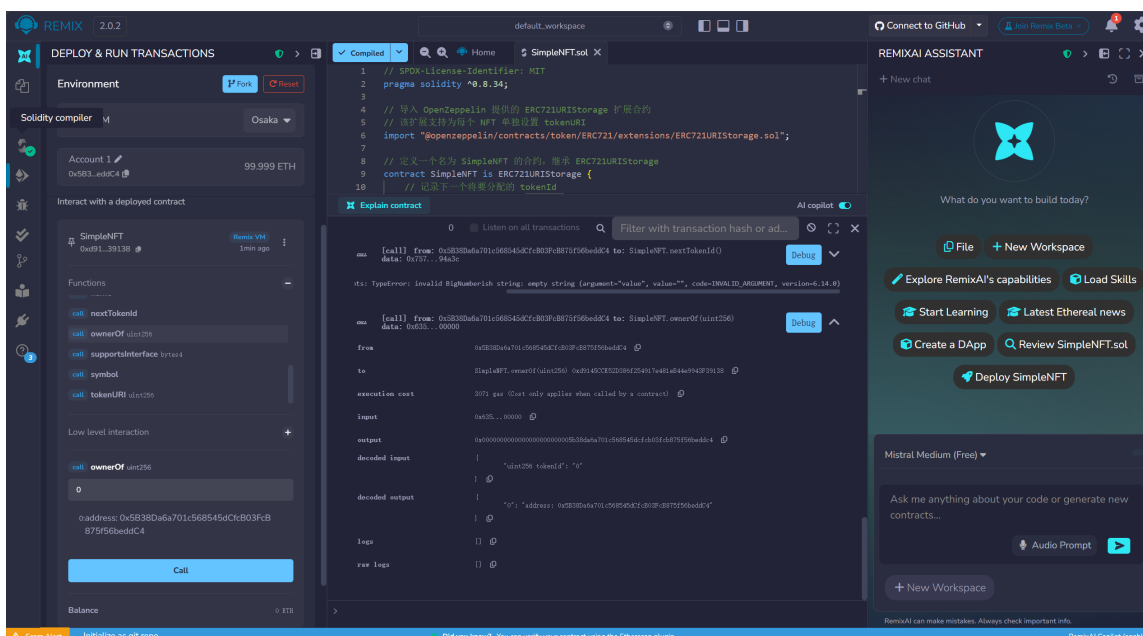 REMIX 2.0.2
default_workspace
Connect to GitHub
Join Remix Beta
1
DEPLOY & RUN TRANSACTIONS
Environment
Fork
Reset
Solidity compiler
M
Osaka
Account 1
0x5B3...eddC4
99.999 ETH
Interact with a deployed contract
SimpleNFT
0xd91...39138
Remix VM
1min ago
Functions
call nextTokenId
call ownerOf uint256
call supportsInterface bytes4
call symbol
call tokenURI uint256
Low level interaction
call ownerOf uint256
0
0:address: 0x5B38Da6a701c568545dCfcB03FcB
875f56beddC4
Call
Balance
0 ETH
3
Compiled
Home
SimpleNFT.sol
1 // SPDX-License-Identifier: MIT
2 pragma solidity ^0.8.34;
3
4 // 导入 OpenZeppelin 提供的 ERC721URIStorage 扩展合约
5 // 该扩展支持为每个 NFT 单独设置 tokenURI
6 import "@openzeppelin/contracts/token/ERC721/extensions/ERC721URIStorage.sol";
7
8 // 定义一个名为 SimpleNFT 的合约，继承 ERC721URIStorage
9 contract SimpleNFT is ERC721URIStorage {
10 // 记录下一个将要分配的 tokenId
Explain contract
AI copilot
0
Listen on all transactions
Filter with transaction hash or ad...
[call] from: 0x5B38Da6a701c568545dCfcB03FcB875f56beddC4 to: SimpleNFT.nextTokenId()
data: 0x757...94a3c
Debug
ts: TypeError: invalid BigNumberish string: empty string (argument="value", value="", code=INVALID_ARGUMENT, version=6.14.0)
call
[call] from: 0x5B38Da6a701c568545dCfcB03FcB875f56beddC4 to: SimpleNFT.ownerOf(uint256)
data: 0x635...00000
Debug
from 0x5B38Da6a701c568545dCfcB03FcB875f56beddC4
to SimpleNFT.ownerOf(uint256) 0xd9145CCE52D386f254917e481eB44e9943F39138
execution cost 3071 gas (Cost only applies when called by a contract)
input 0x635...00000
output 0x0000000000000000000000005b38da6a701c568545dcfcb03fcb875f56beddc4
decoded input {
"uint256 tokenId": "0"
}
decoded output {
"0": "address: 0x5B38Da6a701c568545dCfcB03FcB875f56beddC4"
}
logs []
raw logs []
>
REMIXAI ASSISTANT
+ New chat
What do you want to build today?
File
+ New Workspace
Explore RemixAI's capabilities
Load Skills
Start Learning
Latest Ethereal news
Create a DApp
Review SimpleNFT.sol
Deploy SimpleNFT
Mistral Medium (Free)
Ask me anything about your code or generate new
contracts...
Audio Prompt
+ New Workspace
RemixAI can make mistakes. Always check important info.